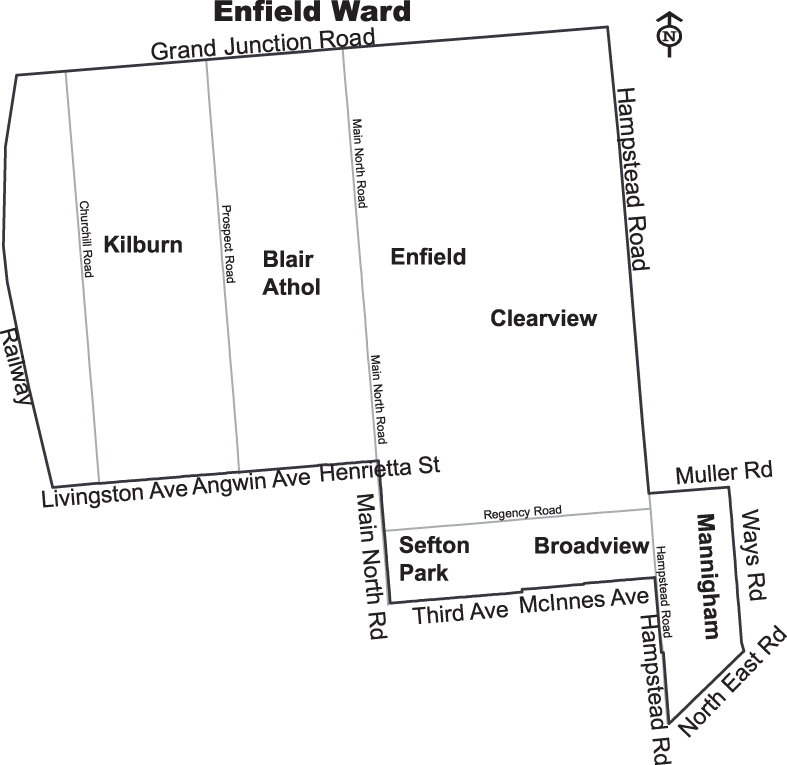 Enfield Ward
Grand Junction Road
N
Hampstead Road
Main North Road
Churchill Road
Prospect Road
Kilburn
Blair
Athol
Enfield
Clearview
Railway
Main North Road
Livingston Ave
Angwin Ave
Henrietta St
Muller Rd
Main North Rd
Regency Road
Sefton
Park
Broadview
Hampstead Road
Mannigham
Ways Rd
Third Ave
McInnes Ave
Hampstead Rd
North East Rd